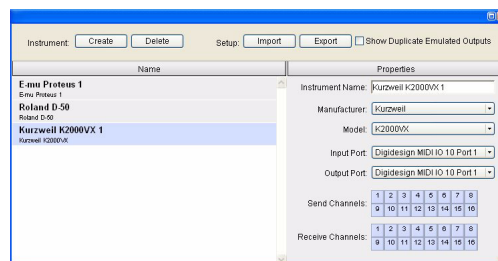 Instrument: Create Delete Setup: Import Export Show Duplicate Emulated Outputs
Name
E-mu Proteus 1
E-mu Proteus 1
Roland D-50
Roland D-50
Kurzweil K2000VX 1
Kurzweil K2000VX
Properties
Instrument Name: Kurzweil K2000VX 1
Manufacturer: Kurzweil
Model: K2000VX
Input Port: Digidesign MIDI IO 10 Port 1
Output Port: Digidesign MIDI IO 10 Port 1
Send Channels: 1 2 3 4 5 6 7 8
9 10 11 12 13 14 15 16
Receive Channels: 1 2 3 4 5 6 7 8
9 10 11 12 13 14 15 16